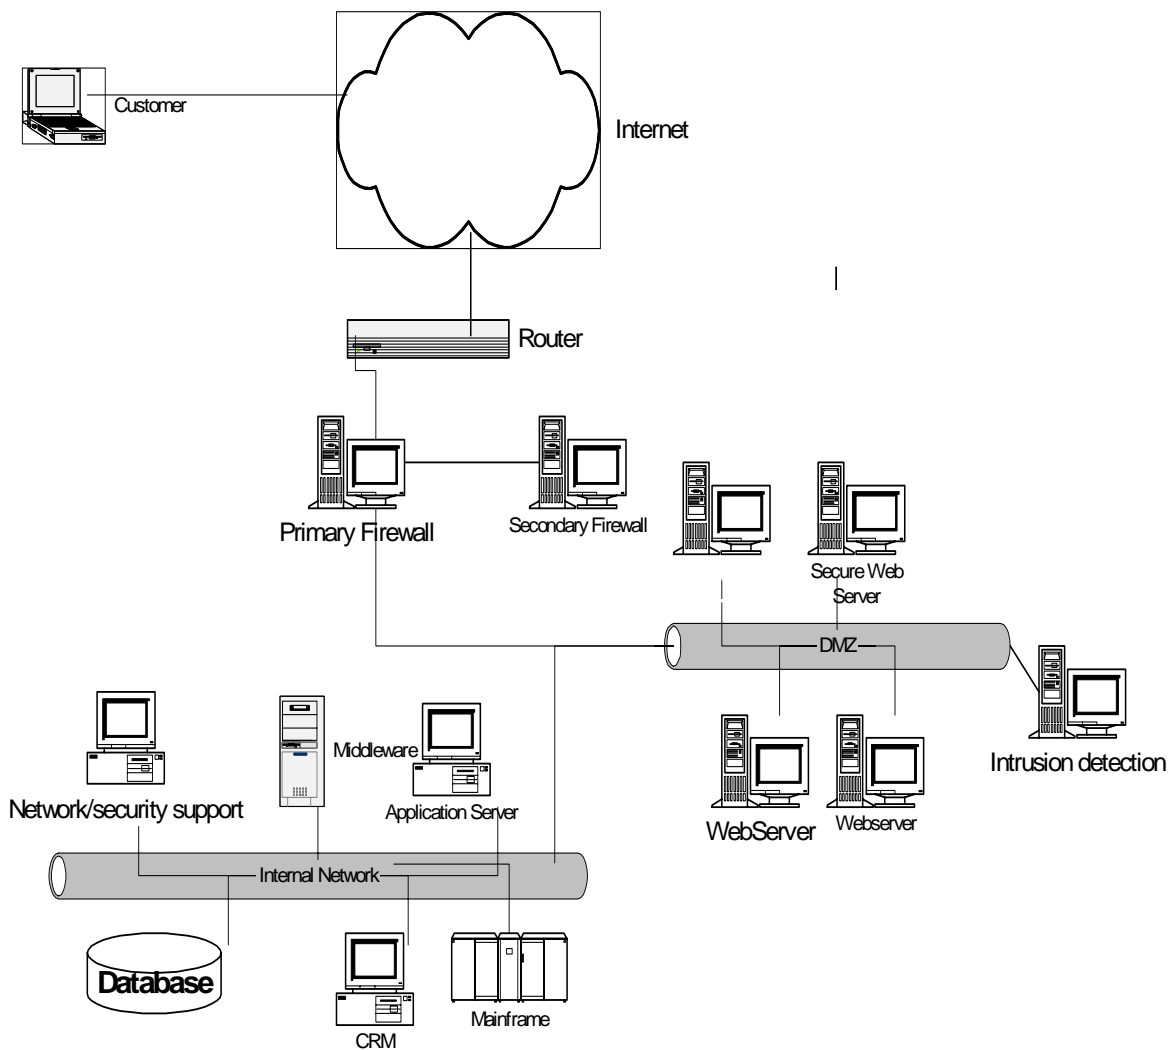 Customer
Internet
Router
Primary Firewall
Secondary Firewall
Secure Web
Server
DMZ
Intrusion detection
WebServer
Webserver
Network/security support
Middleware
Application Server
Internal Network
Database
CRM
Mainframe